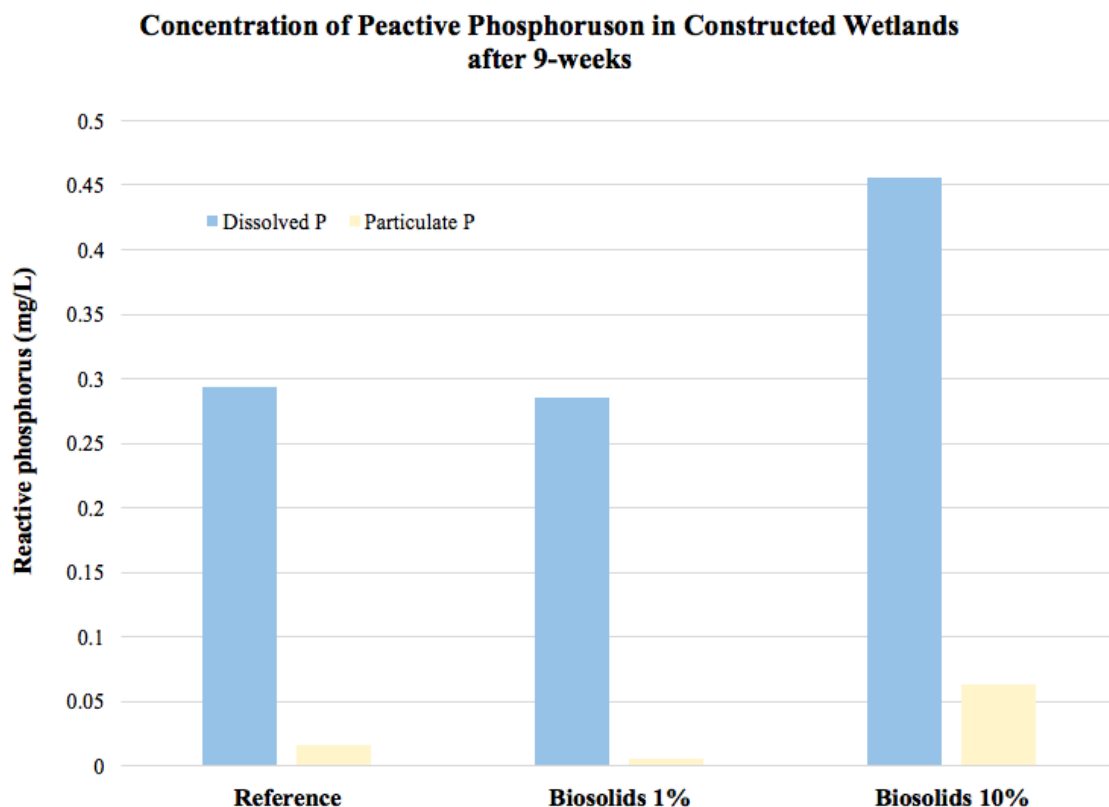 Concentration of Peactive Phosphoruson in Constructed Wetlands
after 9-weeks
0.5
0.45
Dissolved P Particulate P
0.4
0.35
0.3
0.25
0.2
0.15
0.1
0.05
0
Reactive phosphorus (mg/L)
Reference Biosolids 1% Biosolids 10%